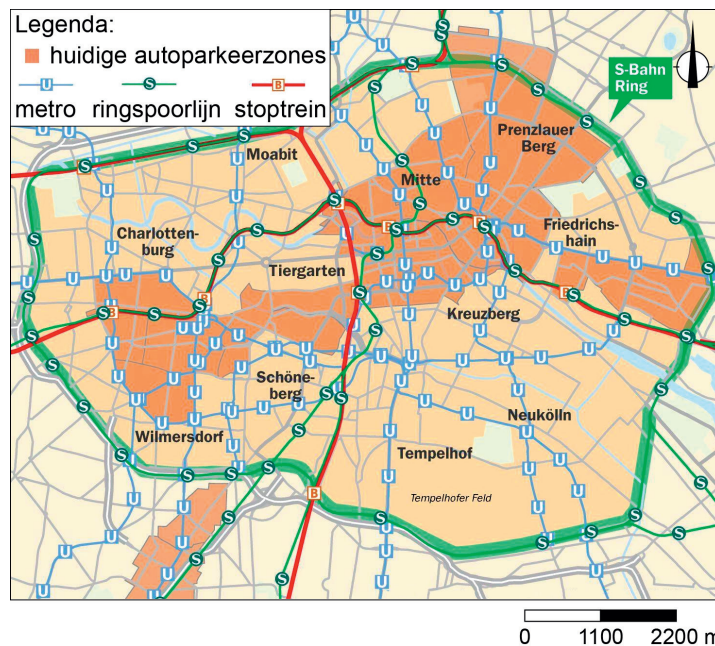 Legenda:
huidige autoparkeerzones
U S B
metro ringspoorlijn stoptrein
S-Bahn
Ring
Prenzlauer
Berg
Moabit
Mitte
Charlotten-
burg
Friedrichs-
hain
Tiergarten
Kreuzberg
Schöne-
berg
Neukölln
Wilmersdorf
Tempelhof
Tempelhofer Feld
0 1100 2200 m